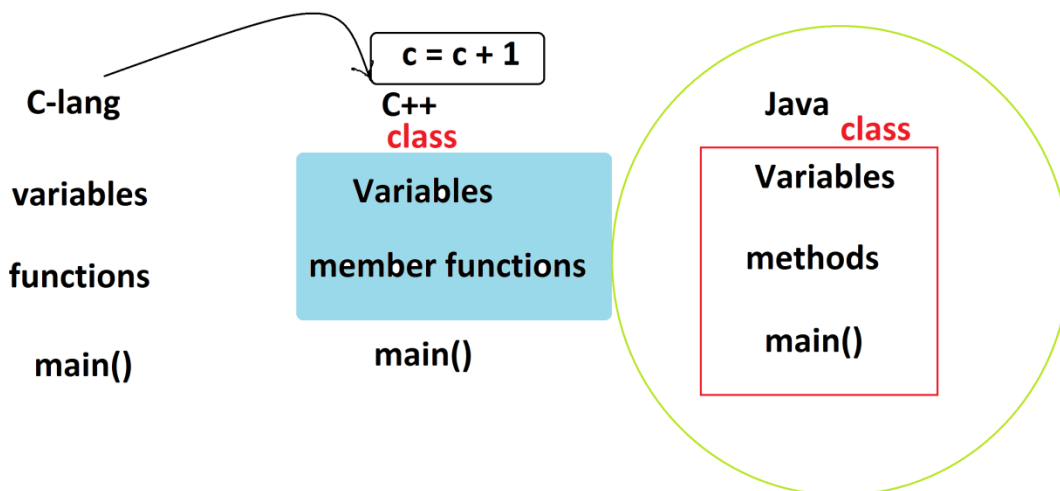 c = c + 1
C-lang
C++
Java
class
class
variables
Variables
Variables
functions
member functions
methods
main()
main()
main()